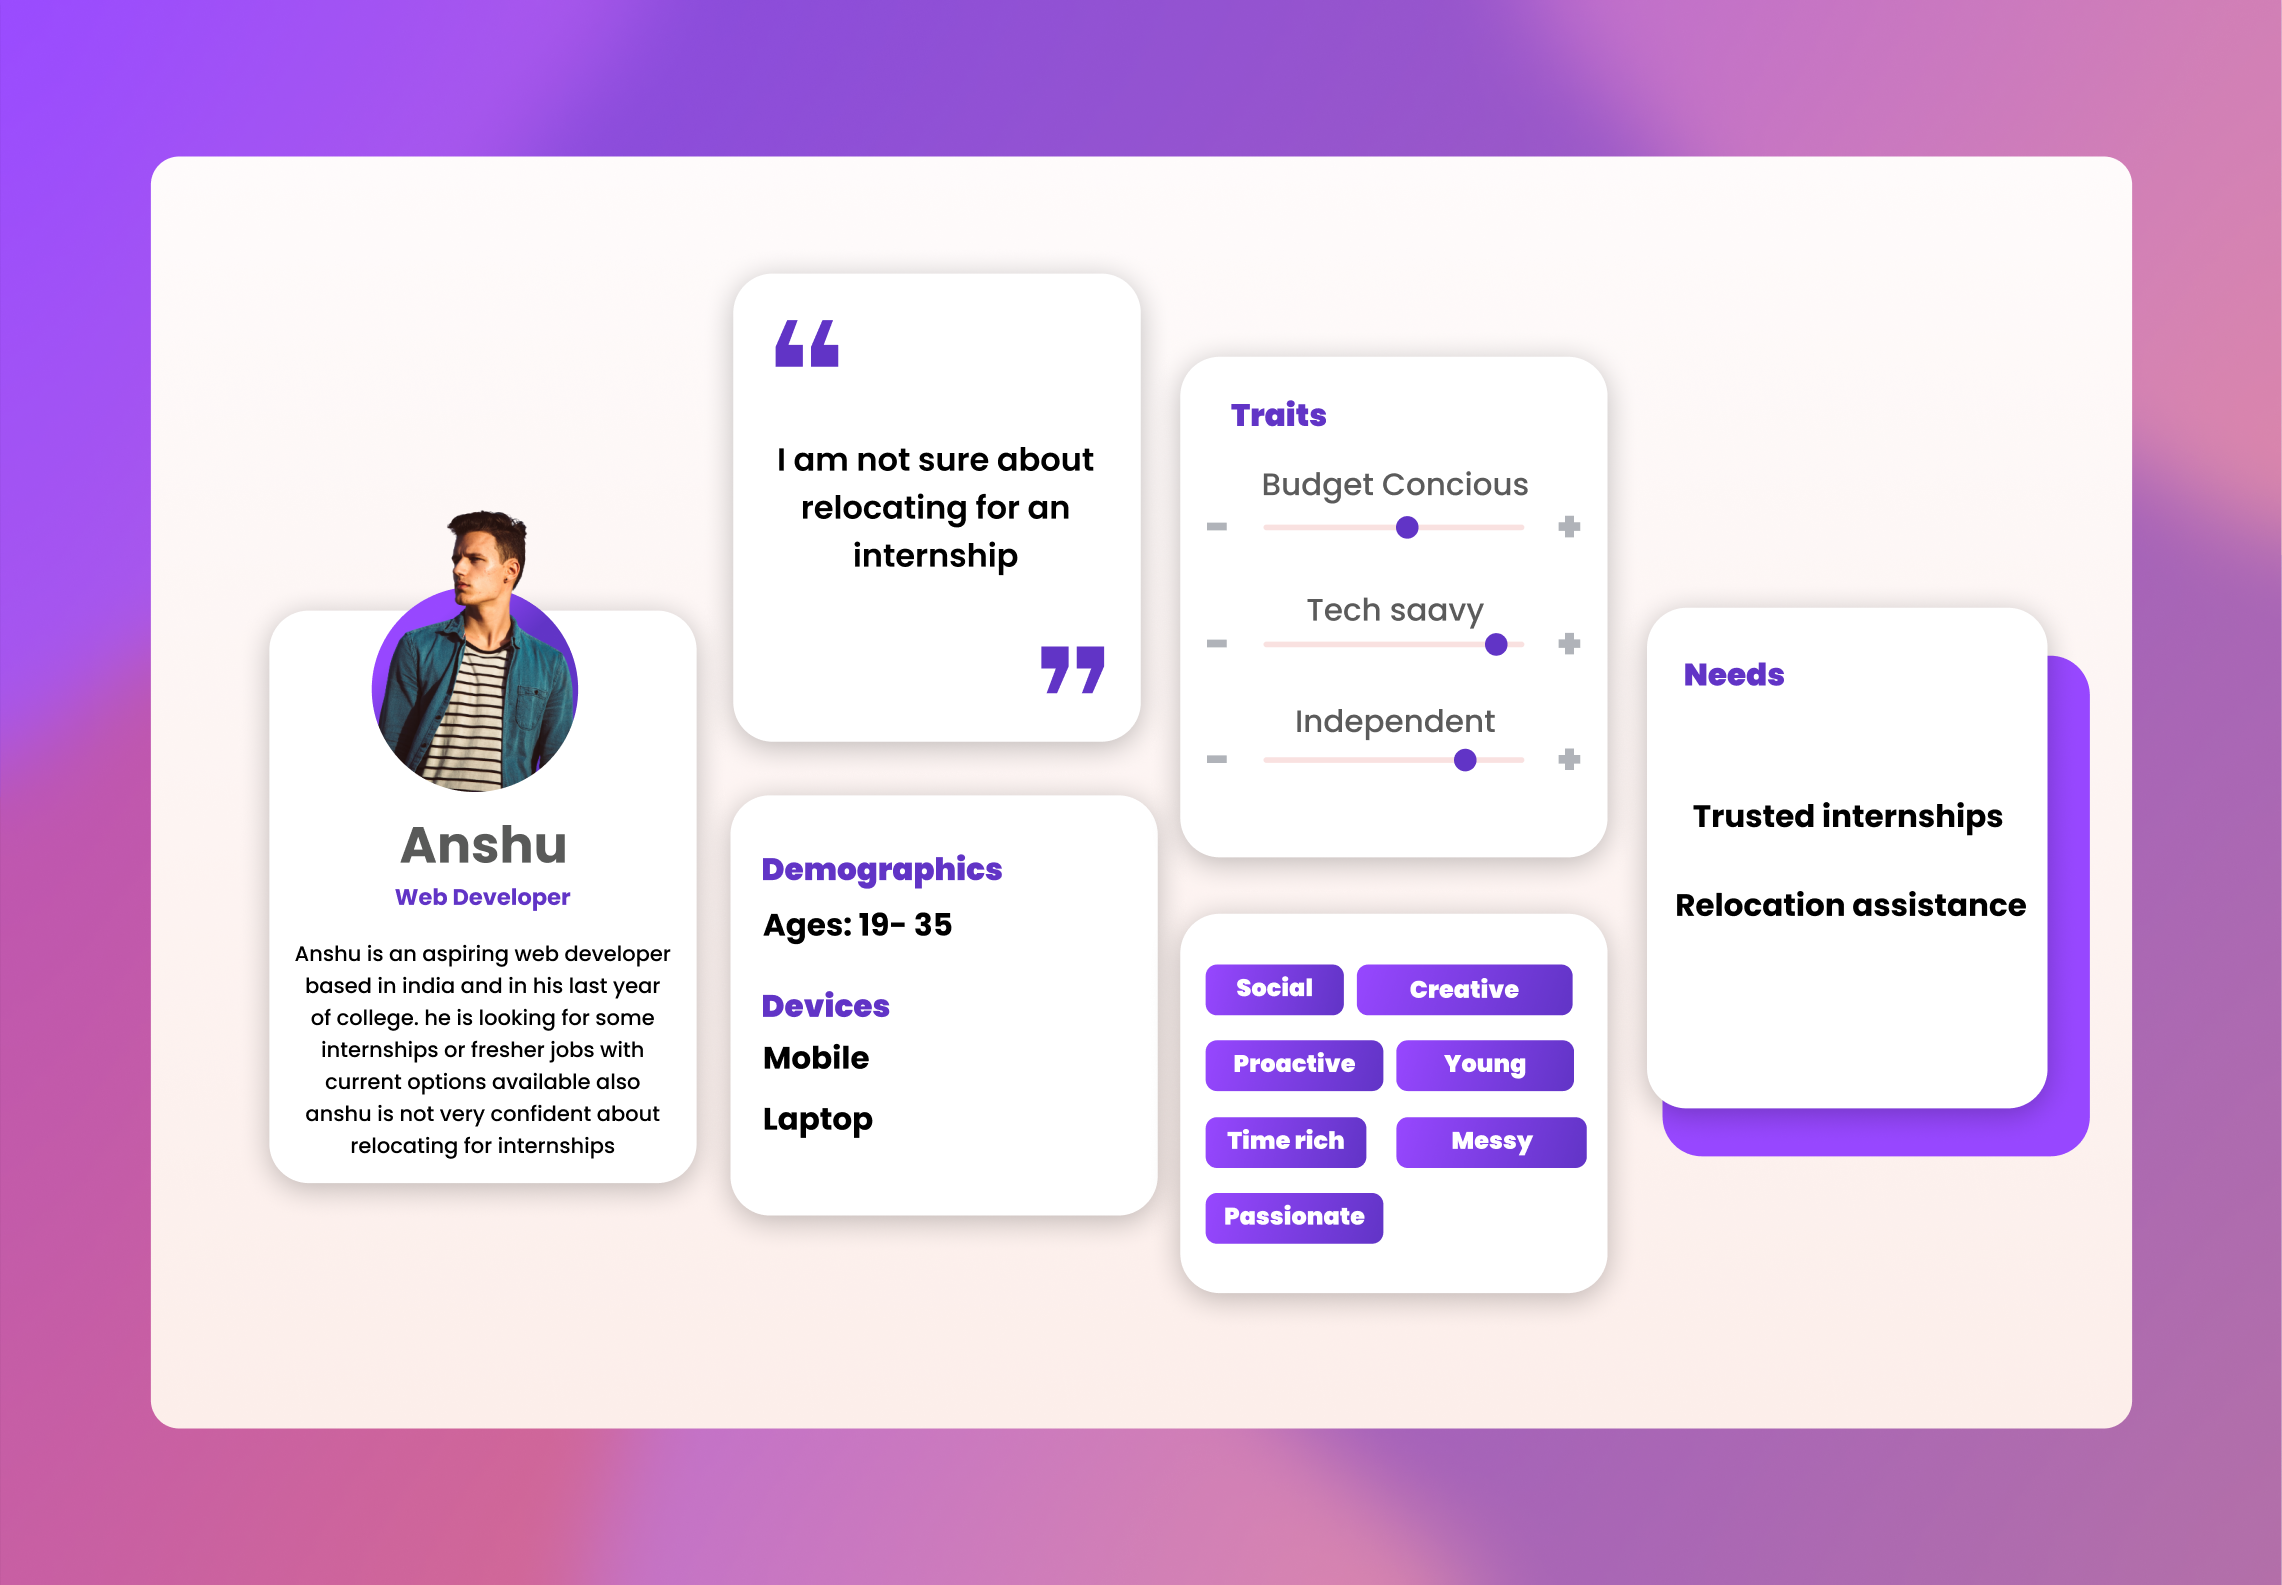 Anshu
Web Developer
Anshu is an aspiring web developer
based in india and in his last year
of college. he is looking for some
internships or fresher jobs with
current options available also
anshu is not very confident about
relocating for internships
“
I am not sure about
relocating for an
internship
”
Demographics
Ages: 19- 35
Devices
Mobile
Laptop
Traits
Budget Concious
Tech saavy
Independent
Social Creative
Proactive Young
Time rich Messy
Passionate
Needs
Trusted internships
Relocation assistance